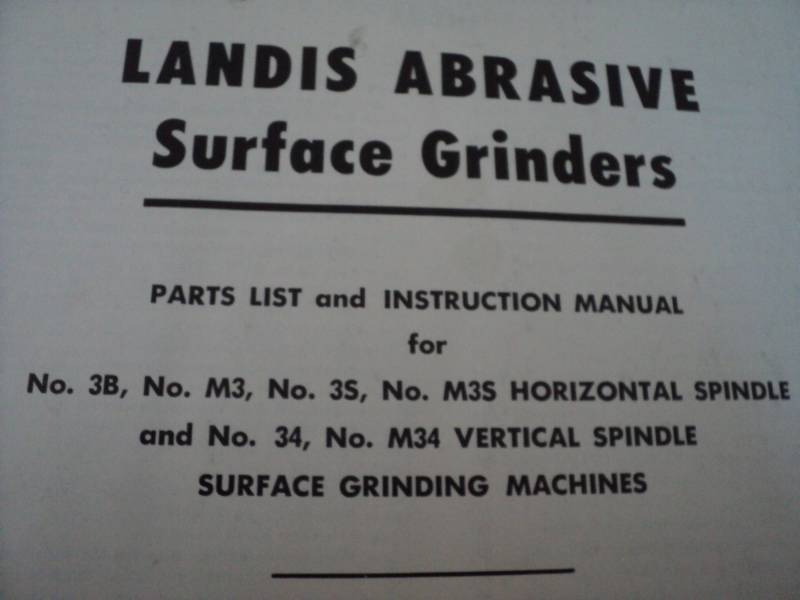 LANDIS ABRASIVE
Surface Grinders
PARTS LIST and INSTRUCTION MANUAL
for
No. 3B, No. M3, No. 3S, No. M3S HORIZONTAL SPINDLE
and No. 34, No. M34 VERTICAL SPINDLE
SURFACE GRINDING MACHINES